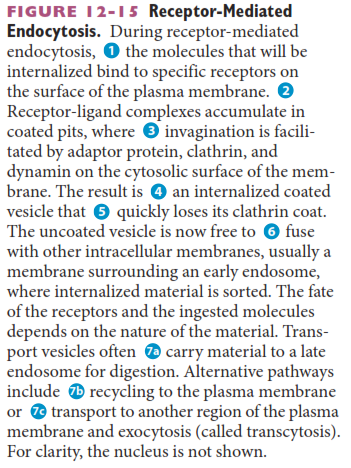 FIGURE 12-15 Receptor-Mediated
Endocytosis. During receptor-mediated
endocytosis, 1 the molecules that will be
internalized bind to specific receptors on
the surface of the plasma membrane. 2
Receptor-ligand complexes accumulate in
coated pits, where 3 invagination is facili-
tated by adaptor protein, clathrin, and
dynamin on the cytosolic surface of the mem-
brane. The result is 4 an internalized coated
vesicle that 5 quickly loses its clathrin coat.
The uncoated vesicle is now free to 6 fuse
with other intracellular membranes, usually a
membrane surrounding an early endosome,
where internalized material is sorted. The fate
of the receptors and the ingested molecules
depends on the nature of the material. Trans-
port vesicles often 7a carry material to a late
endosome for digestion. Alternative pathways
include 7b recycling to the plasma membrane
or 7c transport to another region of the plasma
membrane and exocytosis (called transcytosis).
For clarity, the nucleus is not shown.